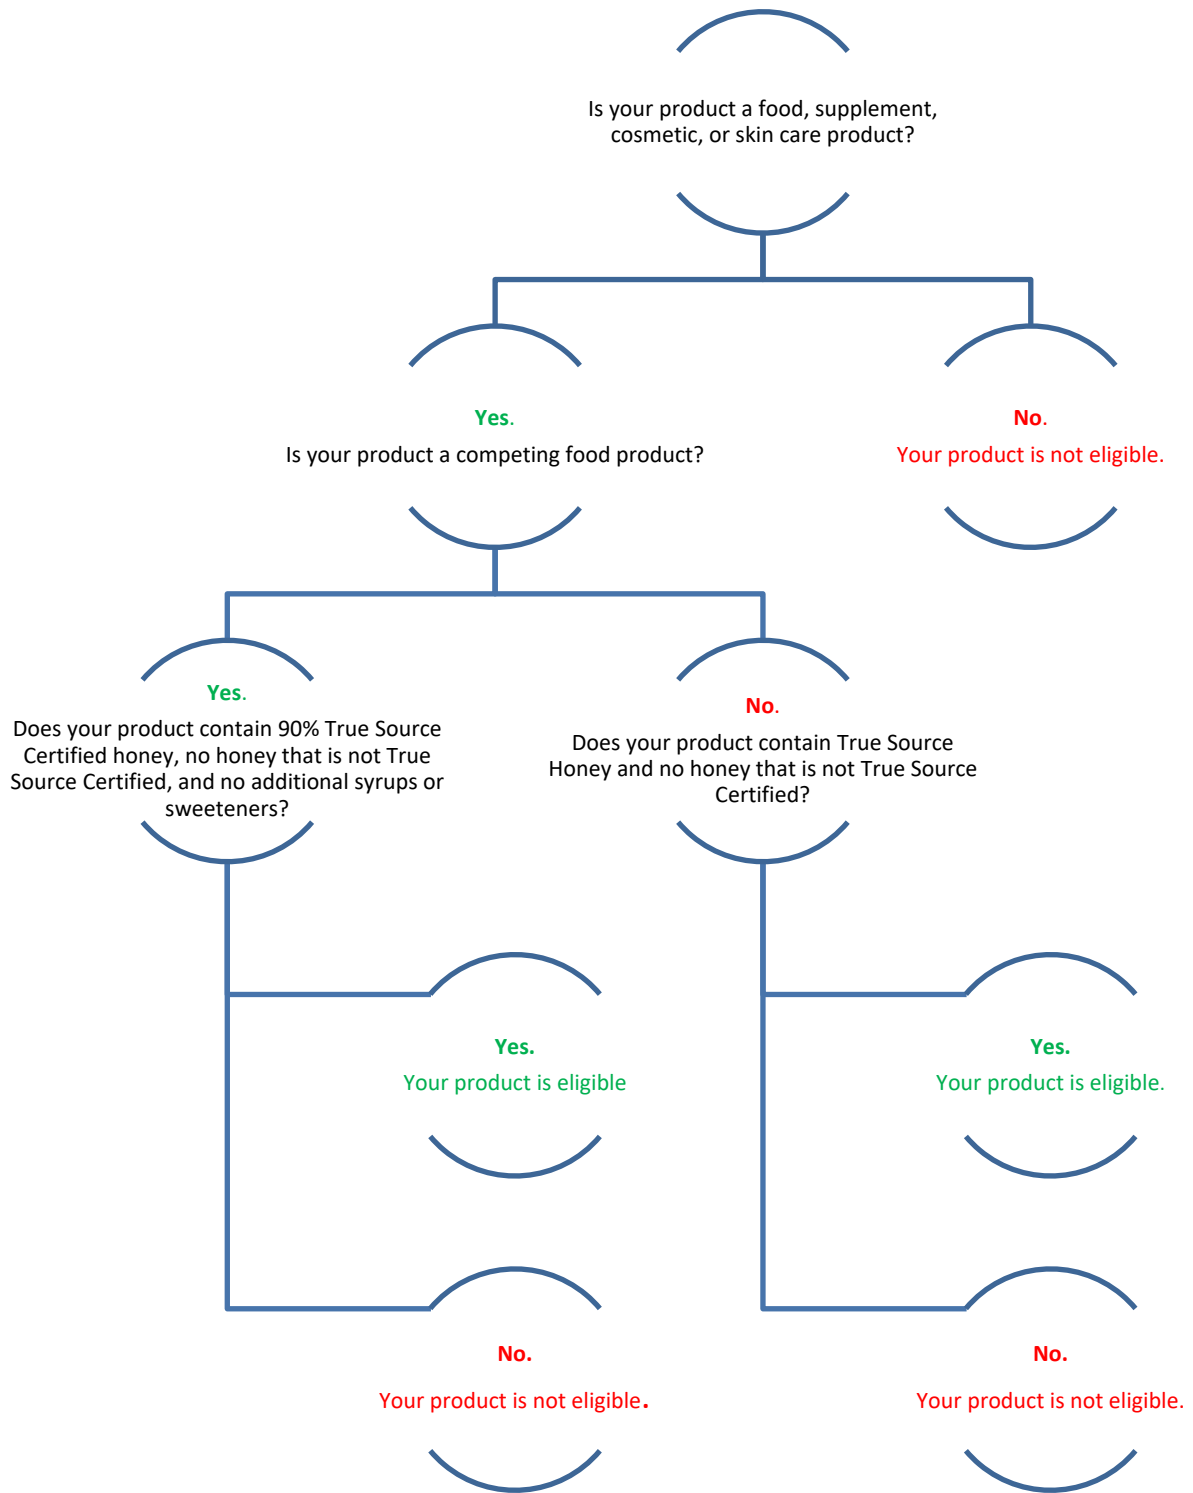 Is your product a food, supplement,
cosmetic, or skin care product?
Yes.
Is your product a competing food product?
No.
Your product is not eligible.
Yes.
Does your product contain 90% True Source
Certified honey, no honey that is not True
Source Certified, and no additional syrups or
sweeteners?
No.
Does your product contain True Source
Honey and no honey that is not True Source
Certified?
Yes.
Your product is eligible
Yes.
Your product is eligible.
No.
Your product is not eligible.
No.
Your product is not eligible.